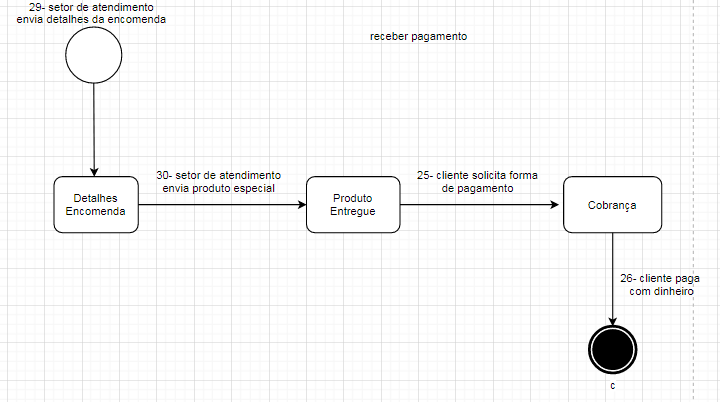 29- setor de atendimento
envia detalhes da encomenda
receber pagamento
30- setor de atendimento
envia produto especial
25- cliente solicita forma
de pagamento
Detalhes
Encomenda
Produto
Entregue
Cobrança
26- cliente paga
com dinheiro
c